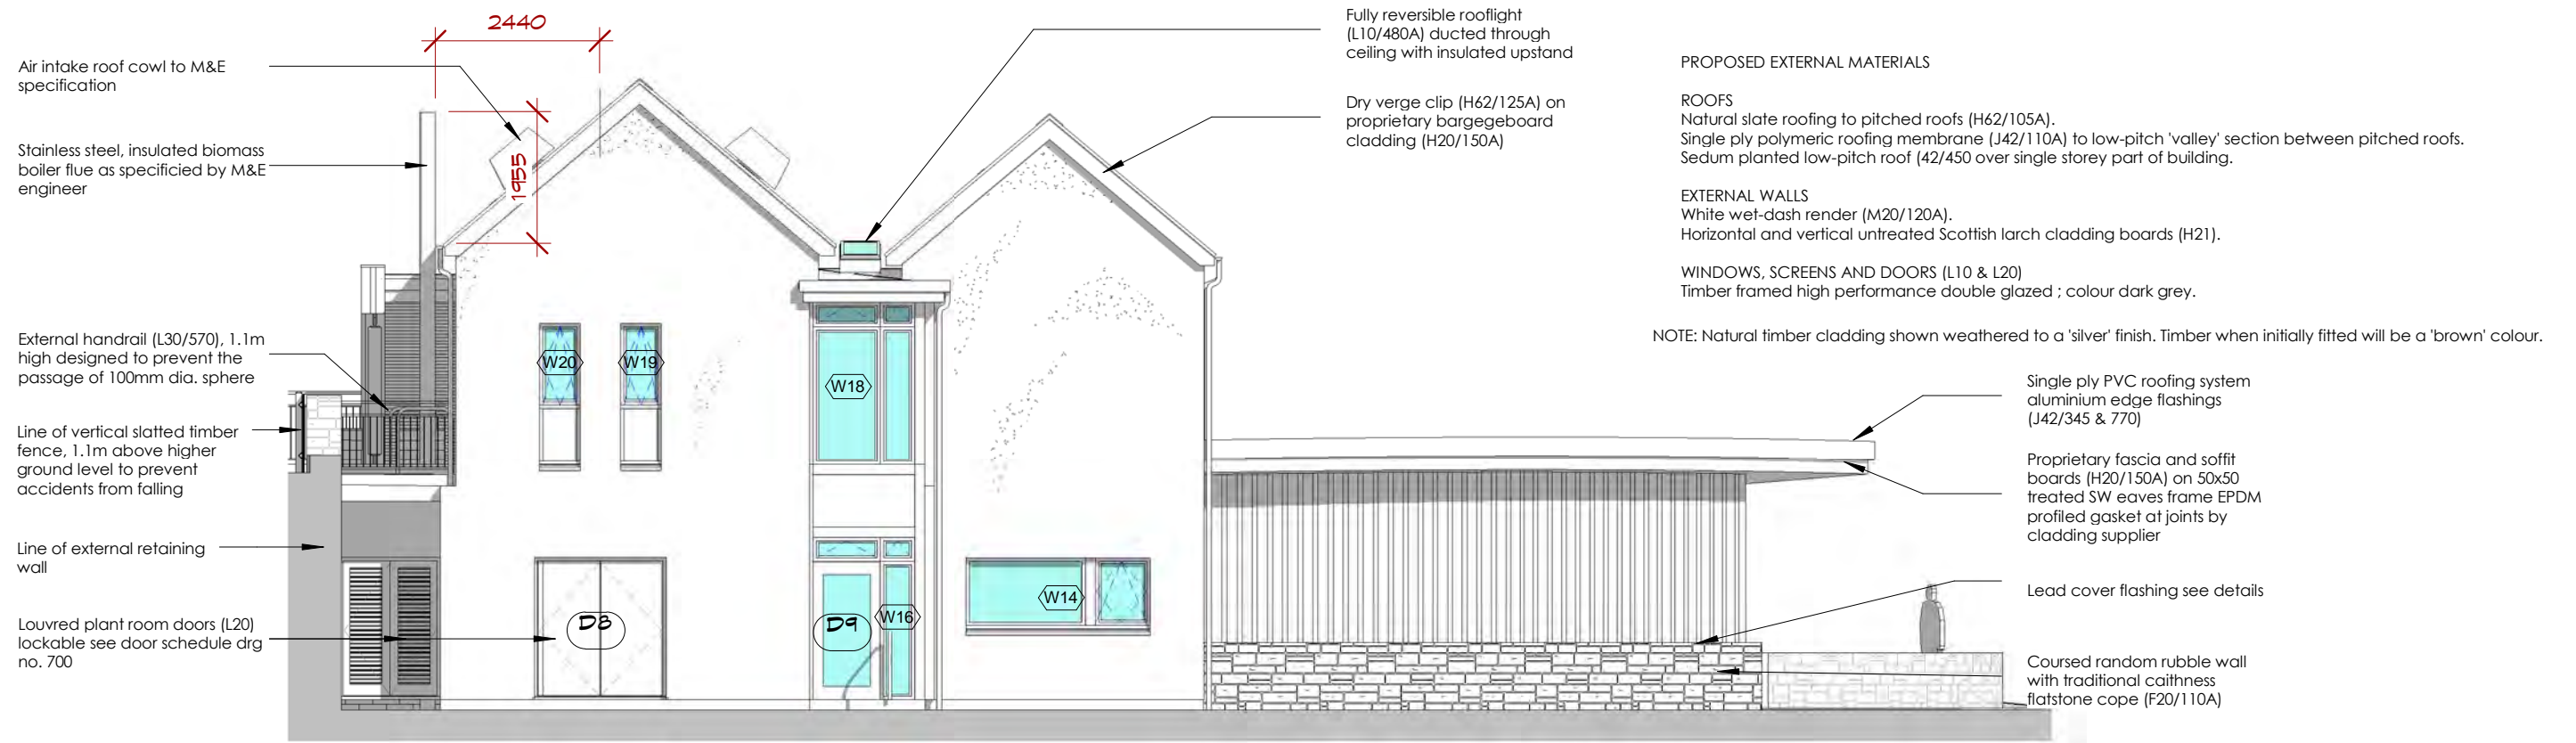 2440
1955
Air intake roof cowl to M&E
specification
Stainless steel, insulated biomass
boiler flue as specificied by M&E
engineer
External handrail (L30/570), 1.1m
high designed to prevent the
passage of 100mm dia. sphere
Line of vertical slatted timber
fence, 1.1m above higher
ground level to prevent
accidents from falling
Line of external retaining
wall
Louvred plant room doors (L20)
lockable see door schedule drg
no. 700
W20
W19
W18
D8
D9
W16
W14
Fully reversible rooflight
(L10/480A) ducted through
ceiling with insulated upstand
Dry verge clip (H62/125A) on
proprietary bargegeboard
cladding (H20/150A)
PROPOSED EXTERNAL MATERIALS
ROOFS
Natural slate roofing to pitched roofs (H62/105A).
Single ply polymeric roofing membrane (J42/110A) to low-pitch 'valley' section between pitched roofs.
Sedum planted low-pitch roof (42/450 over single storey part of building.
EXTERNAL WALLS
White wet-dash render (M20/120A).
Horizontal and vertical untreated Scottish larch cladding boards (H21).
WINDOWS, SCREENS AND DOORS (L10 & L20)
Timber framed high performance double glazed ; colour dark grey.
NOTE: Natural timber cladding shown weathered to a 'silver' finish. Timber when initially fitted will be a 'brown' colour.
Single ply PVC roofing system
aluminium edge flashings
(J42/345 & 770)
Proprietary fascia and soffit
boards (H20/150A) on 50x50
treated SW eaves frame EPDM
profiled gasket at joints by
cladding supplier
Lead cover flashing see details
Coursed random rubble wall
with traditional caithness
flatstone cope (F20/110A)